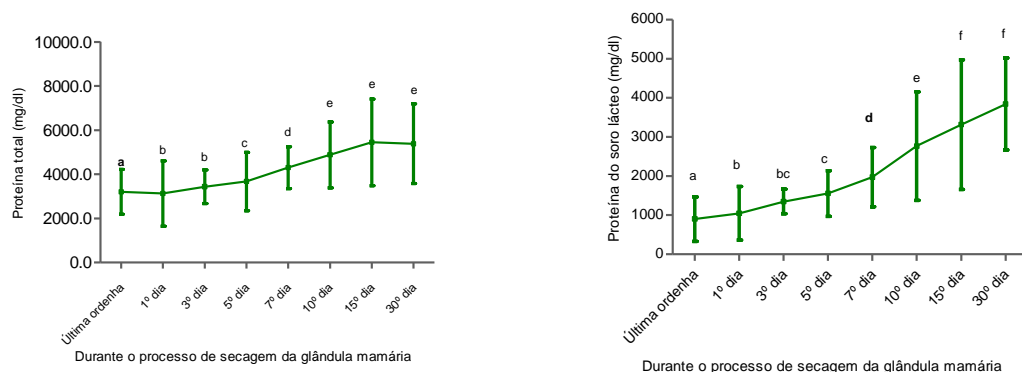 Proteína total (mg/dl)
10000.0
8000.0
6000.0
4000.0
2000.0
0.0
a
b
b
c
d
e
e
e
Última ordenha
1º dia
3º dia
5º dia
7º dia
10º dia
15º dia
30º dia
Durante o processo de secagem da glândula mamária
Proteína do soro lácteo (mg/dl)
6000
5000
4000
3000
2000
1000
0
a
b
bc
c
d
e
f
f
Última ordenha
1º dia
3º dia
5º dia
7º dia
10º dia
15º dia
30º dia
Durante o processo de secagem da glândula mamária